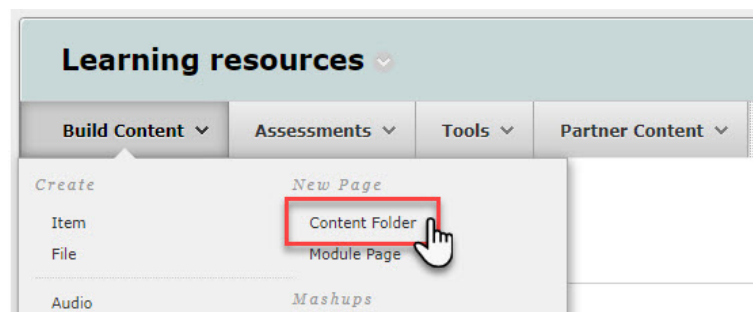 Learning resources
Build Content
Assessments
Tools
Partner Content
Create
New Page
Item
Content Folder
File
Module Page
Audio
Mashups